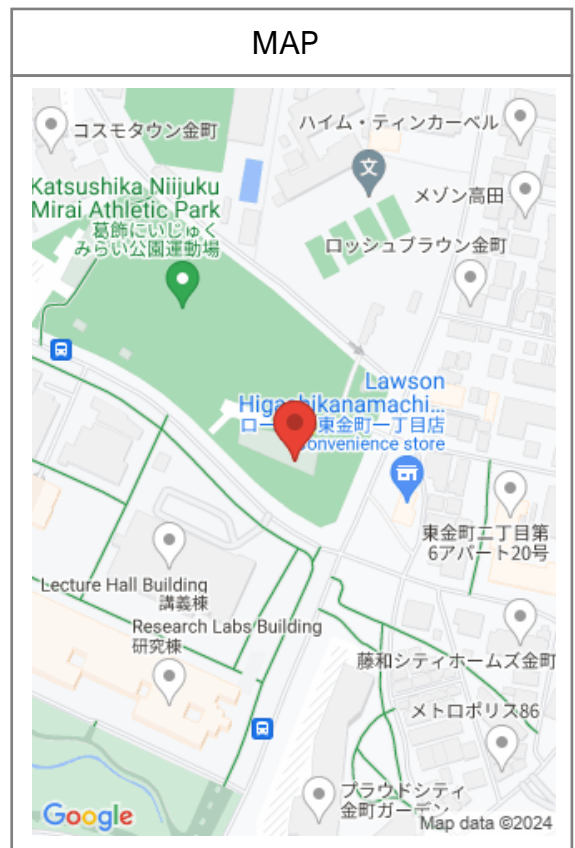 MAP
コスモタウン金町
ハイム・ティンカーベル
文
メゾン高田
Katsushika Niijuku
Mirai Athletic Park
葛飾にいじゅく
みらい公園運動場
ロッシュブラウン金町
Lawson
Higashikanamachi...
ロー 東金町一丁目店
onvenience store
東金町二丁目第
6アパート20号
Lecture Hall Building
講義棟
Research Labs Building
研究棟
藤和シティホームズ金町
メトロポリス86
プラウドシティ
金町ガーデン
Google
Map data ©2024